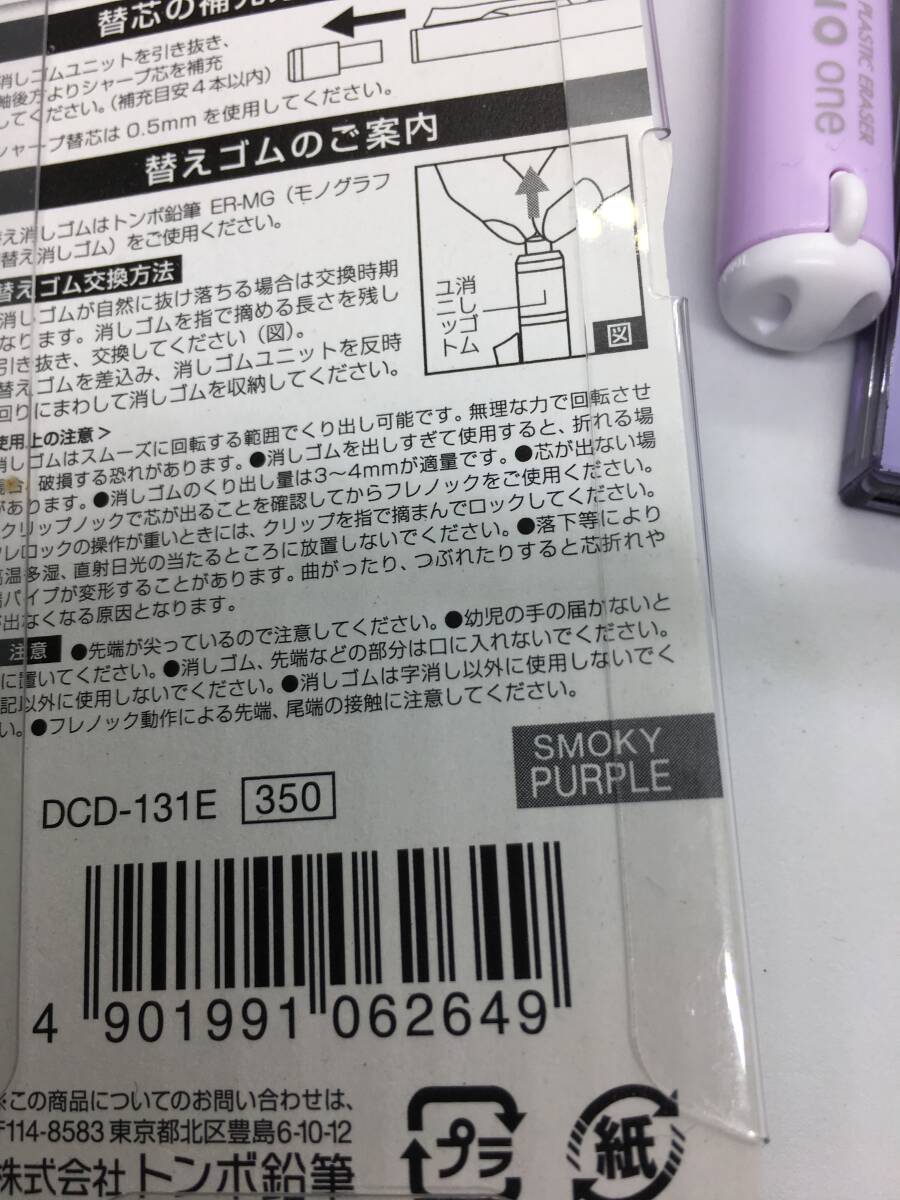 替芯の補充
消しゴムユニットを引き抜き、
軸後方よりシャープ芯を補充
してください。(補充目安4本以内)
シャープ替芯は 0.5mm を使用してください。
替えゴムのご案内
替え消しゴムはトンボ鉛筆 ER-MG (モノグラフ
替え消しゴム) をご使用ください。
替えゴム交換方法
消しゴムが自然に抜け落ちる場合は交換時期
なります。消しゴムを指で摘める長さを残し
引き抜き、交換してください (図)。
替えゴムを差込み、消しゴムユニットを反時
回りにまわして消しゴムを収納してください。
消しゴム
ユニット
図
使用上の注意>
消しゴムはスムーズに回転する範囲でくり出し可能です。無理な力で回転させ
場合、破損する恐れがあります。●消しゴムを出しすぎて使用すると、折れる場
があります。●消しゴムのくり出し量は3〜4mmが適量です。●芯が出ない場
クリップノックで芯が出ることを確認してからフレノックをご使用ください。
フレロックの操作が重いときには、クリップを指で摘まんでロックしてください。
高温多湿、直射日光の当たるところに放置しないでください。●落下等により
端パイプが変形することがあります。曲がったり、つぶれたりすると芯折れや
が出なくなる原因となります。
注意 ●先端が尖っているので注意してください。●幼児の手の届かないと
に置いてください。●消しゴム、先端などの部分は口に入れないでください。
記以外に使用しないでください。●消しゴムは字消し以外に使用しないでく
い。●フレノック動作による先端、尾端の接触に注意してください。
SMOKY
PURPLE
DCD-131E 350
4 901991 062649
※この商品についてのお問い合わせは、
〒114-8583 東京都北区豊島6-10-12
株式会社 トンボ鉛筆
プラ
紙
PLASTIC ERASER
one